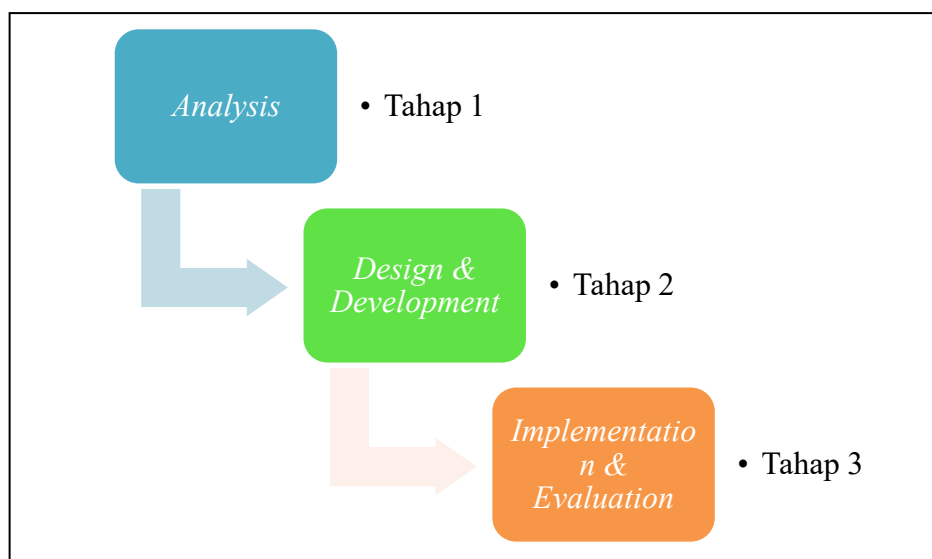 Analysis
• Tahap 1
Design &
Development
• Tahap 2
Implementatio
n &
Evaluation
• Tahap 3